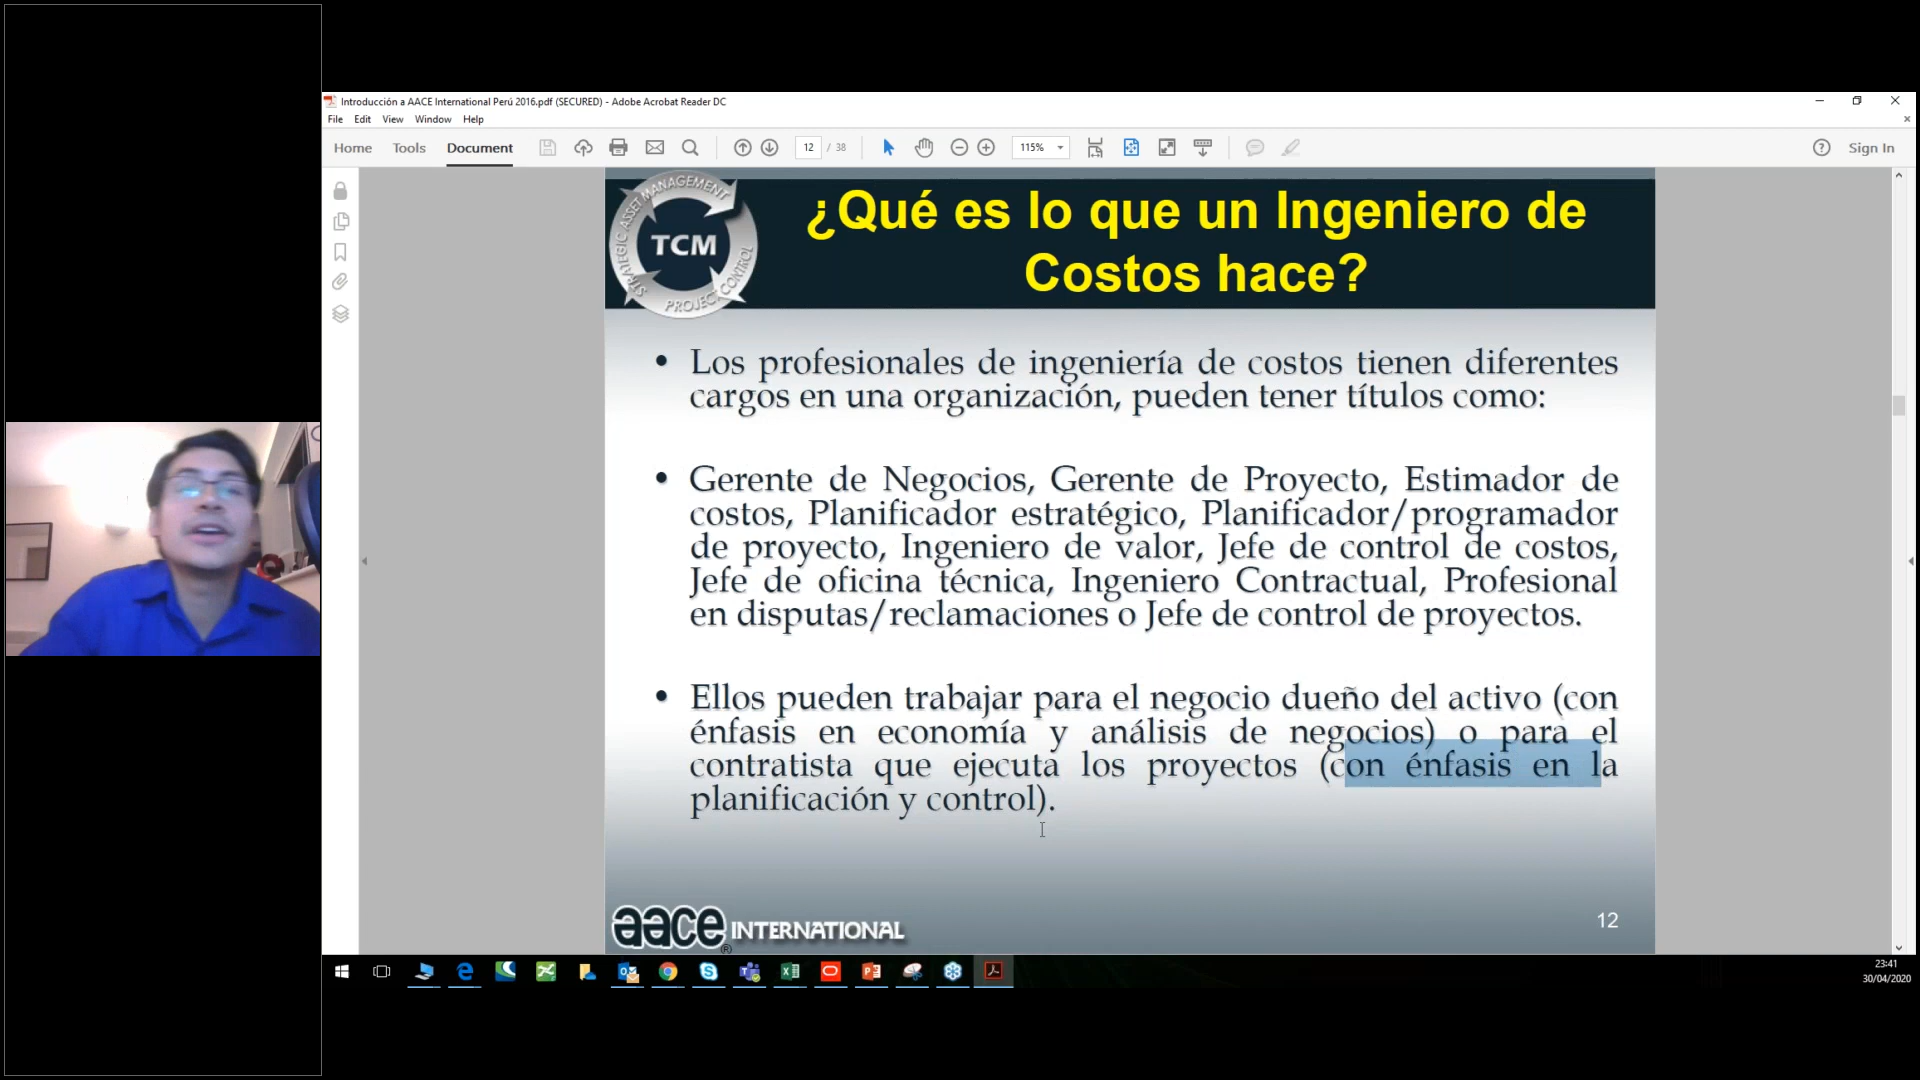 Introducción a AACE International Perú 2016.pdf (SECURED) - Adobe Acrobat Reader DC
File Edit View Window Help
Home Tools Document 12 / 38 115% Sign In
STRATEGIC ASSET MANAGEMENT
TCM
PROJECT CONTROL
¿Qué es lo que un Ingeniero de
Costos hace?
• Los profesionales de ingeniería de costos tienen diferentes
cargos en una organización, pueden tener títulos como:
• Gerente de Negocios, Gerente de Proyecto, Estimador de
costos, Planificador estratégico, Planificador/programador
de proyecto, Ingeniero de valor, Jefe de control de costos,
Jefe de oficina técnica, Ingeniero Contractual, Profesional
en disputas/reclamaciones o Jefe de control de proyectos.
• Ellos pueden trabajar para el negocio dueño del activo (con
énfasis en economía y análisis de negocios) o para el
contratista que ejecuta los proyectos (con énfasis en la
planificación y control).
aace® INTERNATIONAL
12
23:41
30/04/2020